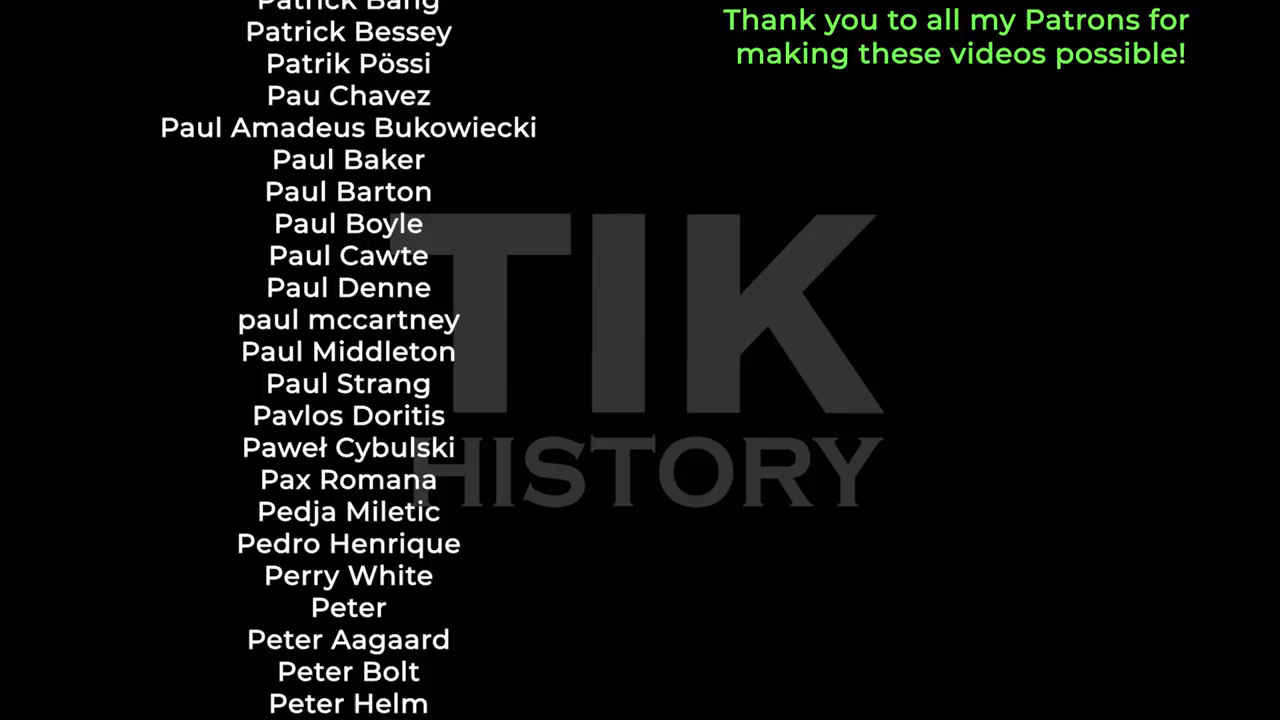 Patrick Bang
Patrick Bessey
Patrik Pössi
Pau Chavez
Paul Amadeus Bukowiecki
Paul Baker
Paul Barton
Paul Boyle
Paul Cawte
Paul Denne
paul mccartney
Paul Middleton
Paul Strang
Pavlos Doritis
Paweł Cybulski
Pax Romana
Pedja Miletic
Pedro Henrique
Perry White
Peter
Peter Aagaard
Peter Bolt
Peter Helm
Thank you to all my Patrons for
making these videos possible!
TIK
HISTORY